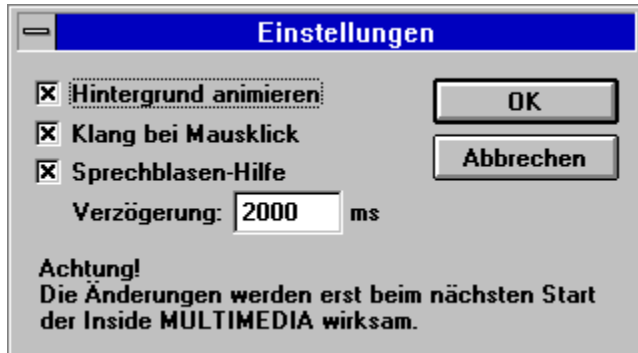 Einstellungen
Hintergrund animieren
OK
Klang bei Mausklick
Abbrechen
Sprechblasen-Hilfe
Verzögerung: 2000 ms
Achtung!
Die Änderungen werden erst beim nächsten Start
der Inside MULTIMEDIA wirksam.